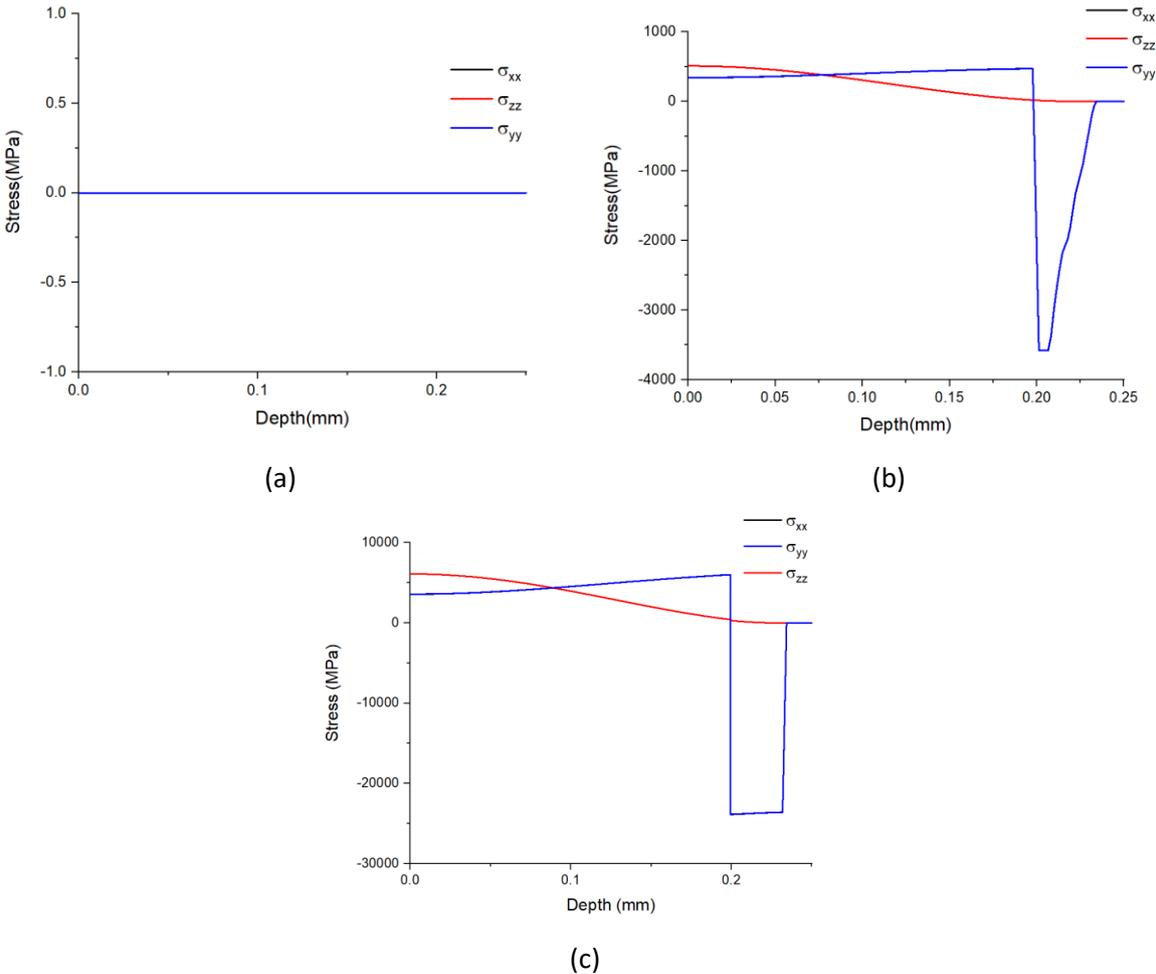 1.0
0.5
0.0
-0.5
-1.0
Stress(MPa)
σxx
σzz
σyy
0.0 0.1 0.2
Depth(mm)
(a)
σxx
σzz
σyy
1000
0
-1000
-2000
-3000
-4000
Stress(MPa)
0.00 0.05 0.10 0.15 0.20 0.25
Depth(mm)
(b)
σxx
σyy
σzz
10000
0
-10000
-20000
-30000
Stress (MPa)
0.0 0.1 0.2
Depth (mm)
(c)